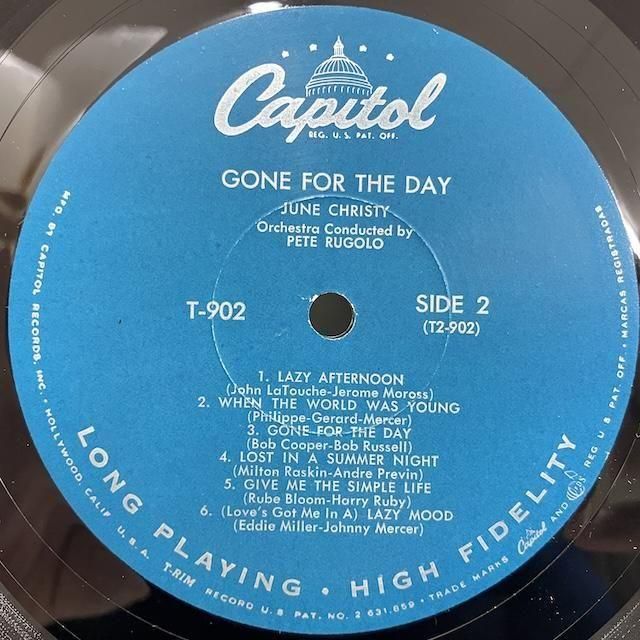 Capitol
REG. U. S. PAT. OFF.
GONE FOR THE DAY
JUNE CHRISTY
Orchestra Conducted by
PETE RUGOLO
T-902
SIDE 2
(T2-902)
1. LAZY AFTERNOON
(John LaTouche-Jerome Moross)
2. WHEN THE WORLD WAS YOUNG
(Philippe-Gerard-Mercer)
3. GONE FOR THE DAY
(Bob Cooper-Bob Russell)
4. LOST IN A SUMMER NIGHT
(Milton Raskin-Andre Previn)
5. GIVE ME THE SIMPLE LIFE
(Rube Bloom-Harry Ruby)
6. (Love's Got Me In A) LAZY MOOD
(Eddie Miller-Johnny Mercer)
LONG PLAYING • HIGH FIDELITY
MFG. BY CAPITOL RECORDS, INC. • HOLLYWOOD, CALIF. U. S. A. T-RIM RECORD U.S. PAT. NO. 2 631,859 • TRADE MARKS Capitol AND REG. U S PAT. OFF. • MARCAS REGISTRADAS